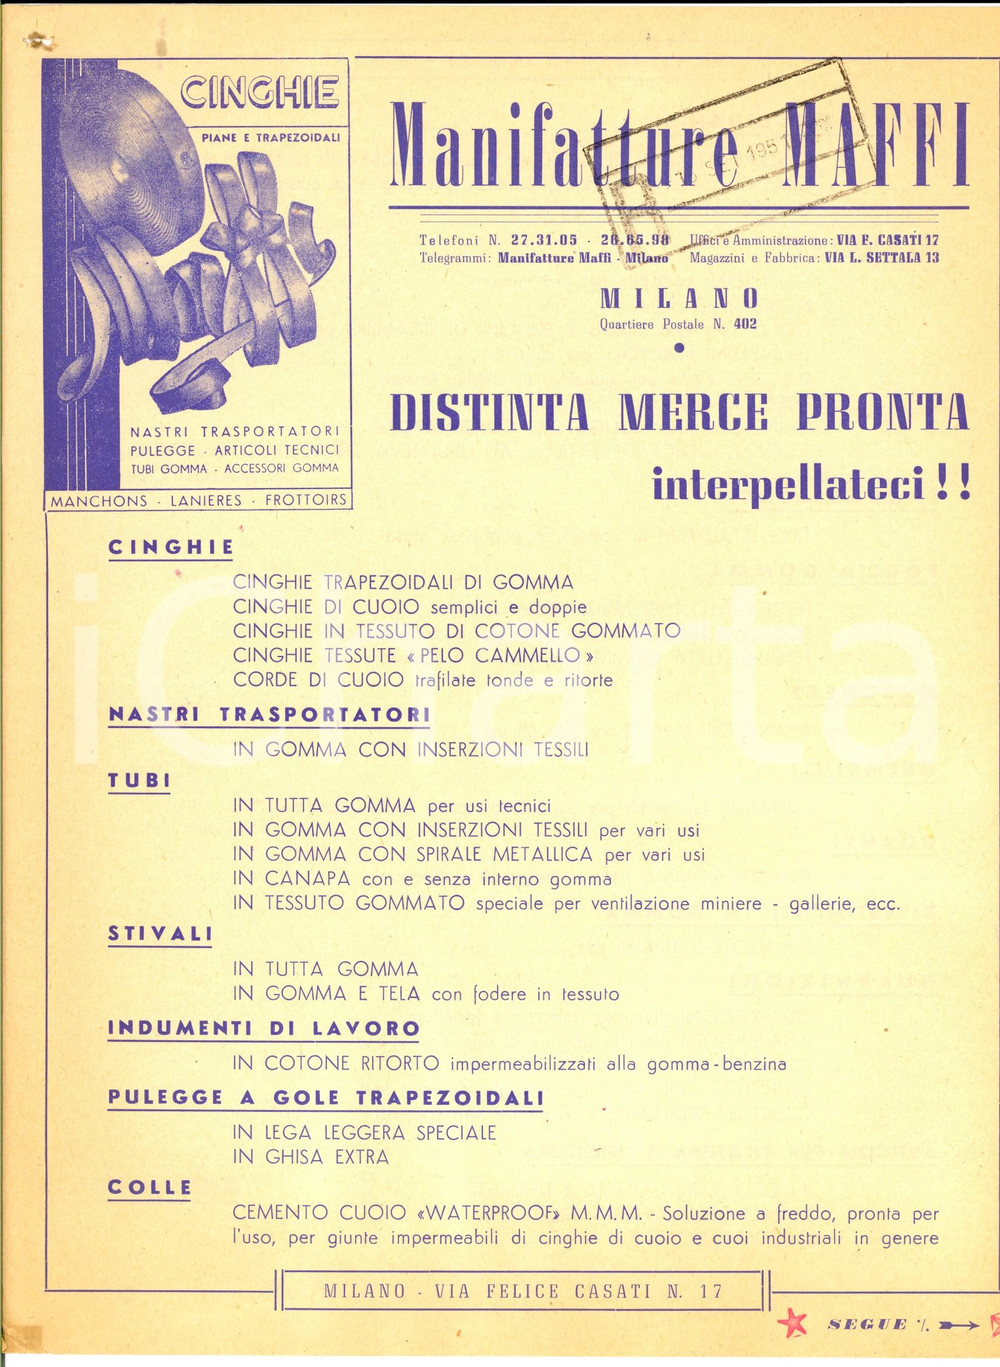 CINGHIE
PIANE E TRAPEZOIDALI
NASTRI TRASPORTATORI
PULEGGE - ARTICOLI TECNICI
TUBI GOMMA - ACCESSORI GOMMA
MANCHONS - LANIERES - FROTTOIRS
Manifatture MAFFI
SET 195
Telefoni N. 27.31.05 - 26.65.98
Telegrammi: Manifatture Maffi - Milano
Uffici e Amministrazione: VIA F. CASATI 17
Magazzini e Fabbrica: VIA L. SETTALA 13
MILANO
Quartiere Postale N. 402
DISTINTA MERCE PRONTA
interpellateci!!
CINGHIE
CINGHIE TRAPEZOIDALI DI GOMMA
CINGHIE DI CUOIO semplici e doppie
CINGHIE IN TESSUTO DI COTONE GOMMATO
CINGHIE TESSUTE «PELO CAMMELLO»
CORDE DI CUOIO trafilate tonde e ritorte
NASTRI TRASPORTATORI
IN GOMMA CON INSERZIONI TESSILI
TUBI
IN TUTTA GOMMA per usi tecnici
IN GOMMA CON INSERZIONI TESSILI per vari usi
IN GOMMA CON SPIRALE METALLICA per vari usi
IN CANAPA con e senza interno gomma
IN TESSUTO GOMMATO speciale per ventilazione miniere - gallerie, ecc.
STIVALI
IN TUTTA GOMMA
IN GOMMA E TELA con fodere in tessuto
INDUMENTI DI LAVORO
IN COTONE RITORTO impermeabilizzati alla gomma-benzina
PULEGGE A GOLE TRAPEZOIDALI
IN LEGA LEGGERA SPECIALE
IN GHISA EXTRA
COLLE
CEMENTO CUOIO «WATERPROOF» M.M.M. - Soluzione a freddo, pronta per
l'uso, per giunte impermeabili di cinghie di cuoio e cuoi industriali in genere
MILANO - VIA FELICE CASATI N. 17
SEGUE ./.
iCharta